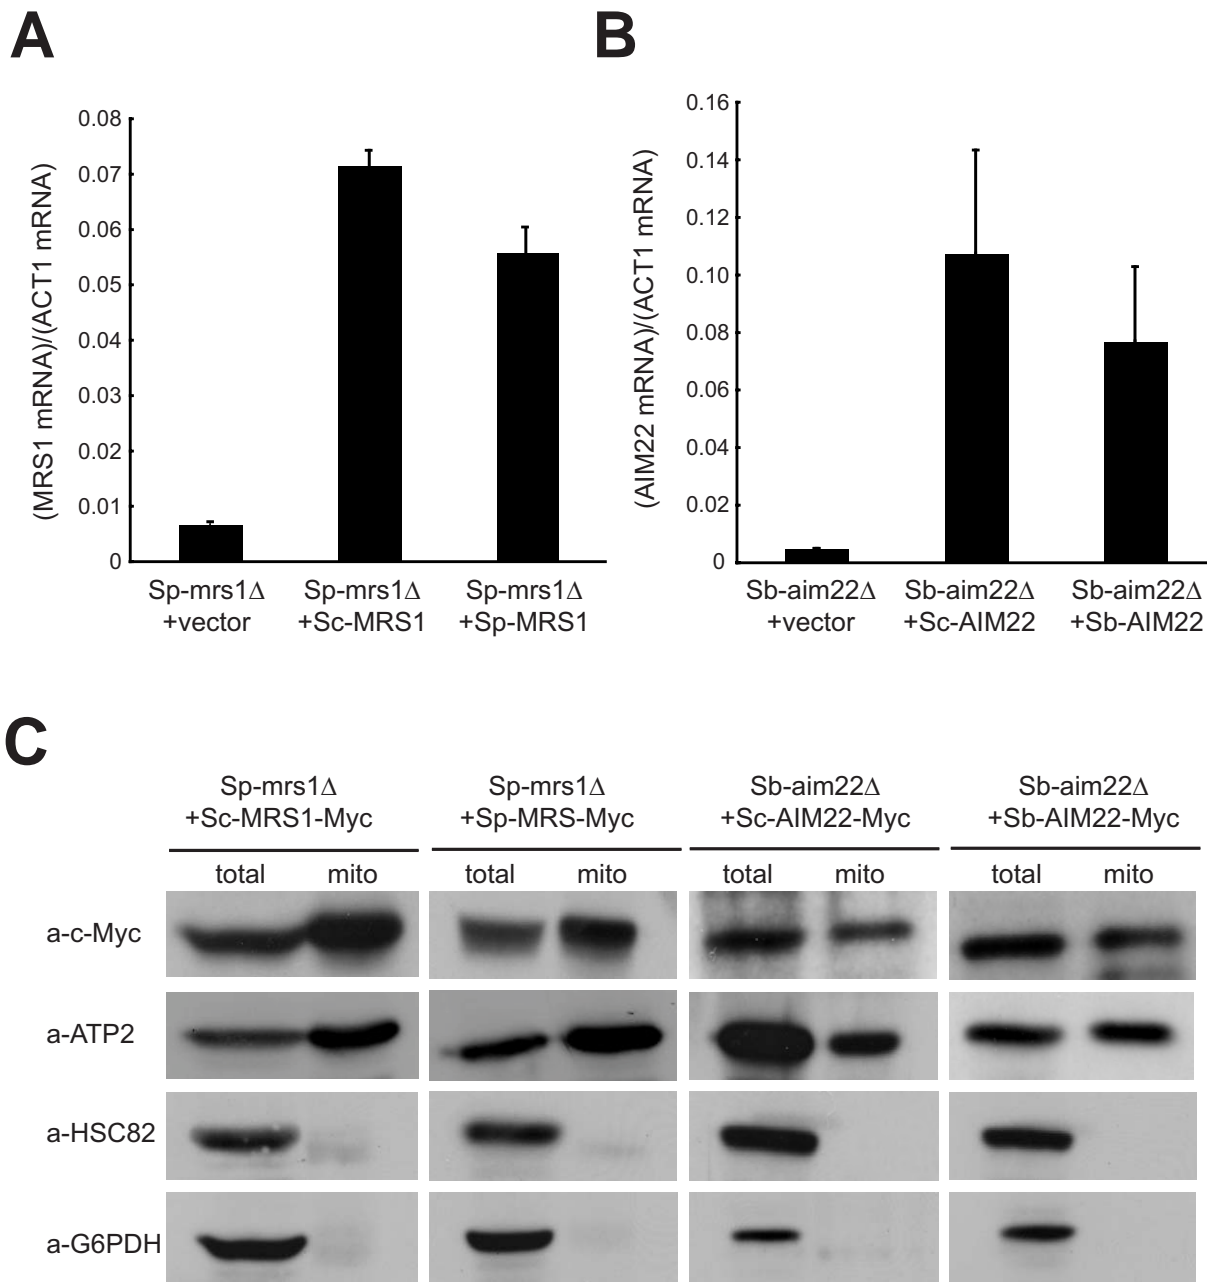 A
B
(MRS1 mRNA)/(ACT1 mRNA)
0.08
0.07
0.06
0.05
0.04
0.03
0.02
0.01
0
Sp-mrs1Δ
+vector
Sp-mrs1Δ
+Sc-MRS1
Sp-mrs1Δ
+Sp-MRS1
(AIM22 mRNA)/(ACT1 mRNA)
0.16
0.14
0.12
0.10
0.08
0.06
0.04
0.02
0
Sb-aim22Δ
+vector
Sb-aim22Δ
+Sc-AIM22
Sb-aim22Δ
+Sb-AIM22
C
Sp-mrs1Δ
+Sc-MRS1-Myc
Sp-mrs1Δ
+Sp-MRS-Myc
Sb-aim22Δ
+Sc-AIM22-Myc
Sb-aim22Δ
+Sb-AIM22-Myc
total mito total mito total mito total mito
a-c-Myc
a-ATP2
a-HSC82
a-G6PDH